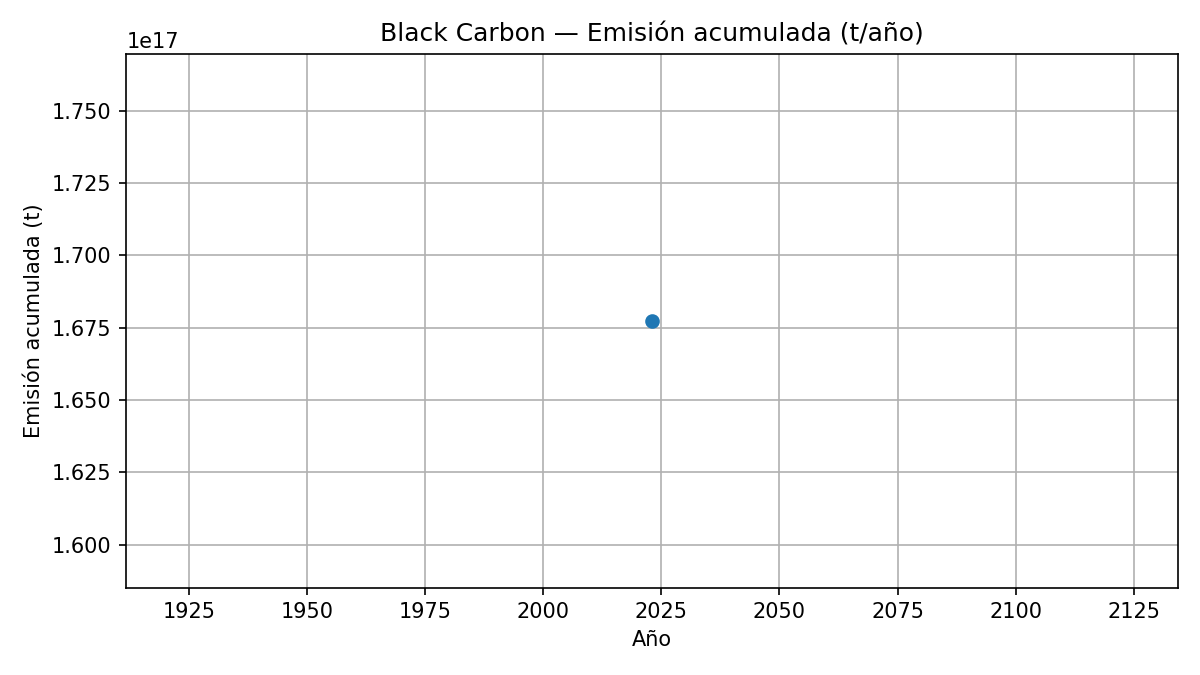 Black Carbon — Emisión acumulada (t/año)
1e17
1.750
1.725
1.700
1.675
1.650
1.625
1.600
Emisión acumulada (t)
1925 1950 1975 2000 2025 2050 2075 2100 2125
Año